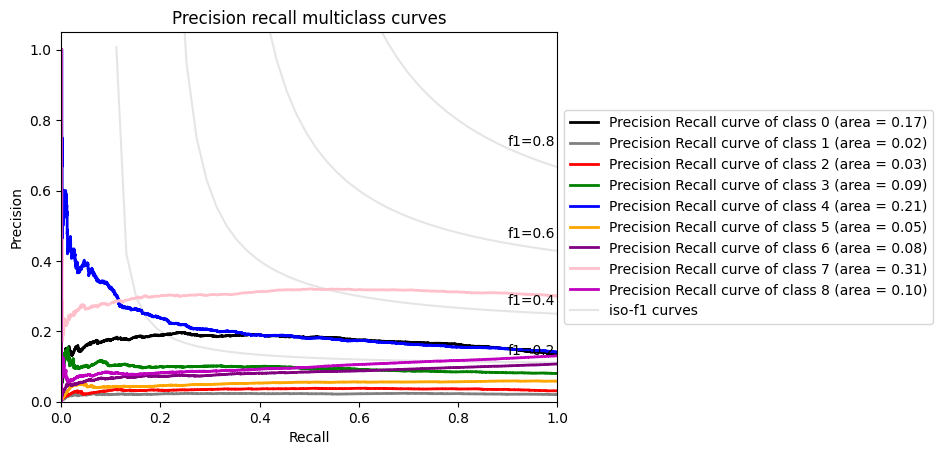 Precision recall multiclass curves
Precision
1.0
0.8
0.6
0.4
0.2
0.0
f1=0.8
f1=0.6
f1=0.4
f1=0.2
0.0 0.2 0.4 0.6 0.8 1.0
Recall
Precision Recall curve of class 0 (area = 0.17)
Precision Recall curve of class 1 (area = 0.02)
Precision Recall curve of class 2 (area = 0.03)
Precision Recall curve of class 3 (area = 0.09)
Precision Recall curve of class 4 (area = 0.21)
Precision Recall curve of class 5 (area = 0.05)
Precision Recall curve of class 6 (area = 0.08)
Precision Recall curve of class 7 (area = 0.31)
Precision Recall curve of class 8 (area = 0.10)
iso-f1 curves